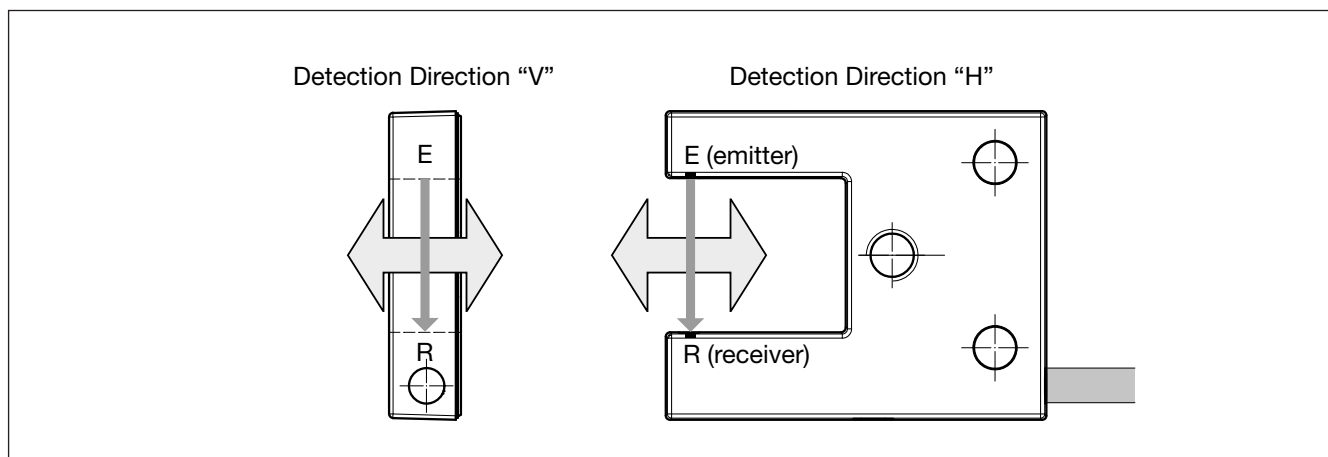 Detection Direction “V”
Detection Direction “H”
E
E (emitter)
R
R (receiver)